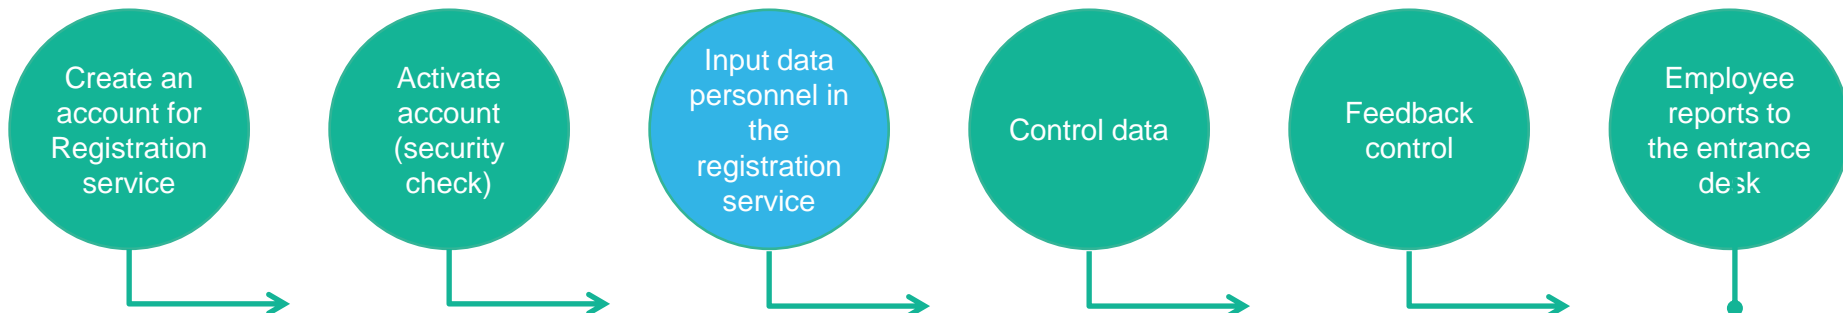 Create an
account for
Registration
service
Activate
account
(security
check)
Input data
personnel in
the
registration
service
Control data
Feedback
control
Employee
reports to
the entrance
desk